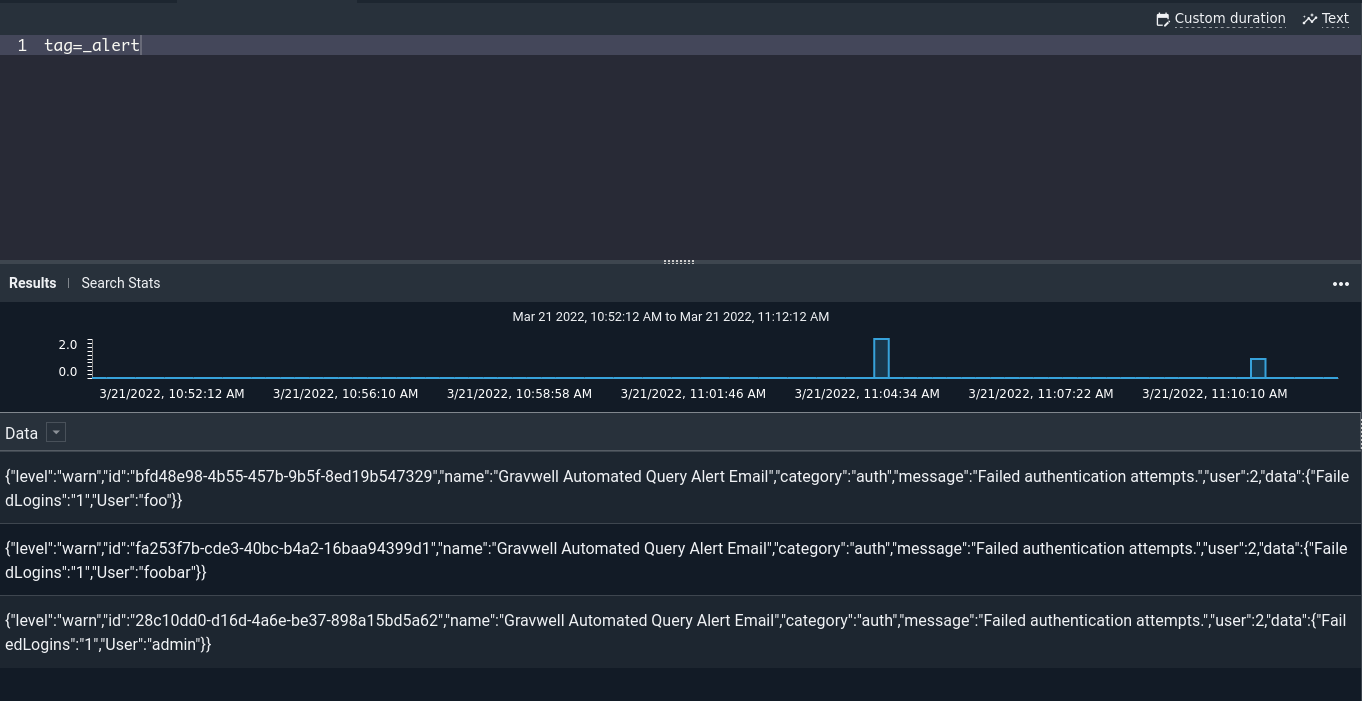 Custom duration Text
1 tag=_alert
Results Search Stats
Mar 21 2022, 10:52:12 AM to Mar 21 2022, 11:12:12 AM
2.0
0.0
3/21/2022, 10:52:12 AM 3/21/2022, 10:56:10 AM 3/21/2022, 10:58:58 AM 3/21/2022, 11:01:46 AM 3/21/2022, 11:04:34 AM 3/21/2022, 11:07:22 AM 3/21/2022, 11:10:10 AM
Data
{"level":"warn","id":"bfd48e98-4b55-457b-9b5f-8ed19b547329","name":"Gravwell Automated Query Alert Email","category":"auth","message":"Failed authentication attempts.","user":2,"data":{"Faile
dLogins":"1","User":"foo"}}
{"level":"warn","id":"fa253f7b-cde3-40bc-b4a2-16baa94399d1","name":"Gravwell Automated Query Alert Email","category":"auth","message":"Failed authentication attempts.","user":2,"data":{"Faile
dLogins":"1","User":"foobar"}}
{"level":"warn","id":"28c10dd0-d16d-4a6e-be37-898a15bd5a62","name":"Gravwell Automated Query Alert Email","category":"auth","message":"Failed authentication attempts.","user":2,"data":{"Fail
edLogins":"1","User":"admin"}}